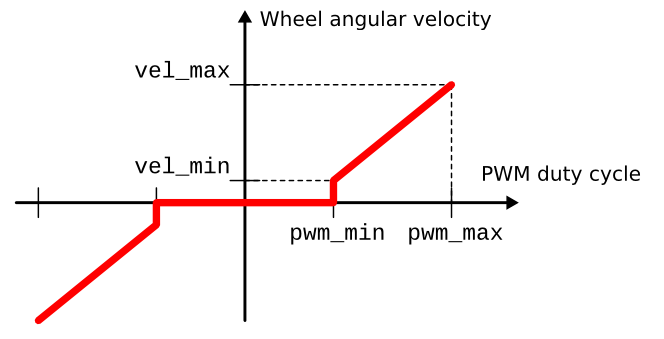 Wheel angular velocity
vel_max
vel_min
PWM duty cycle
pwm_min
pwm_max